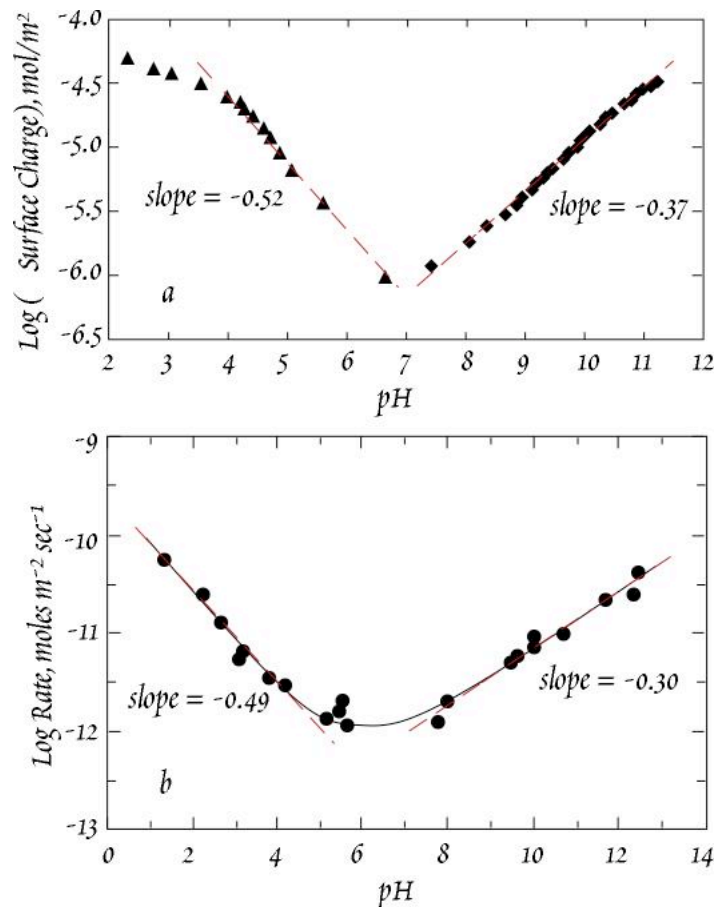 -4.0
-4.5
-5.0
-5.5
-6.0
-6.5
Log ( Surface Charge), mol/m²
slope = -0.52
slope = -0.37
a
2 3 4 5 6 7 8 9 10 11 12
pH
-9
-10
-11
-12
-13
Log Rate, moles m⁻² sec⁻¹
slope = -0.49
slope = -0.30
b
0 2 4 6 8 10 12 14
pH